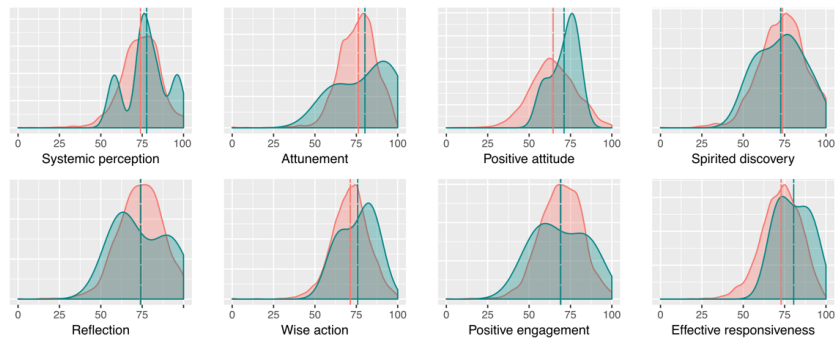 0 25 50 75 100 0 25 50 75 100 0 25 50 75 100 0 25 50 75 100
Systemic perception Attunement Positive attitude Spirited discovery
0 25 50 75 100 0 25 50 75 100 0 25 50 75 100 0 25 50 75 100
Reflection Wise action Positive engagement Effective responsiveness